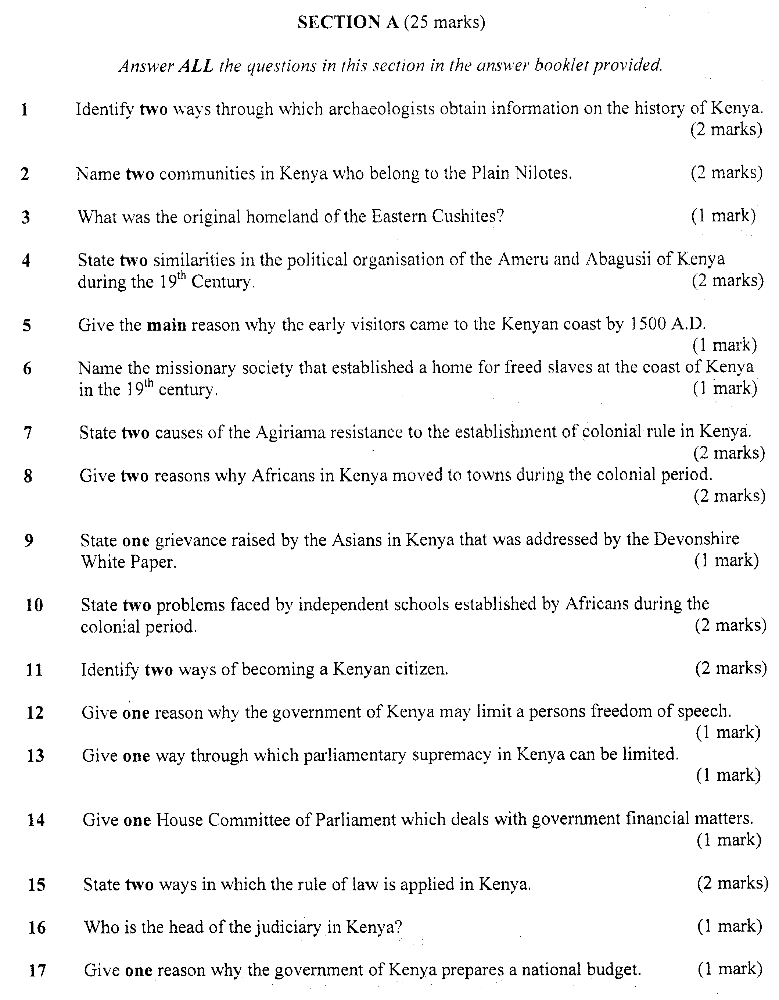 SECTION A (25 marks)
Answer ALL the questions in this section in the answer booklet provided.
1 Identify two ways through which archaeologists obtain information on the history of Kenya.
(2 marks)
2 Name two communities in Kenya who belong to the Plain Nilotes. (2 marks)
3 What was the original homeland of the Eastern Cushites? (1 mark)
4 State two similarities in the political organisation of the Ameru and Abagusii of Kenya
during the 19th Century. (2 marks)
5 Give the main reason why the early visitors came to the Kenyan coast by 1500 A.D.
(1 mark)
6 Name the missionary society that established a home for freed slaves at the coast of Kenya
in the 19th century. (1 mark)
7 State two causes of the Agiriama resistance to the establishment of colonial rule in Kenya.
(2 marks)
8 Give two reasons why Africans in Kenya moved to towns during the colonial period.
(2 marks)
9 State one grievance raised by the Asians in Kenya that was addressed by the Devonshire
White Paper. (1 mark)
10 State two problems faced by independent schools established by Africans during the
colonial period. (2 marks)
11 Identify two ways of becoming a Kenyan citizen. (2 marks)
12 Give one reason why the government of Kenya may limit a persons freedom of speech.
(1 mark)
13 Give one way through which parliamentary supremacy in Kenya can be limited.
(1 mark)
14 Give one House Committee of Parliament which deals with government financial matters.
(1 mark)
15 State two ways in which the rule of law is applied in Kenya. (2 marks)
16 Who is the head of the judiciary in Kenya? (1 mark)
17 Give one reason why the government of Kenya prepares a national budget. (1 mark)